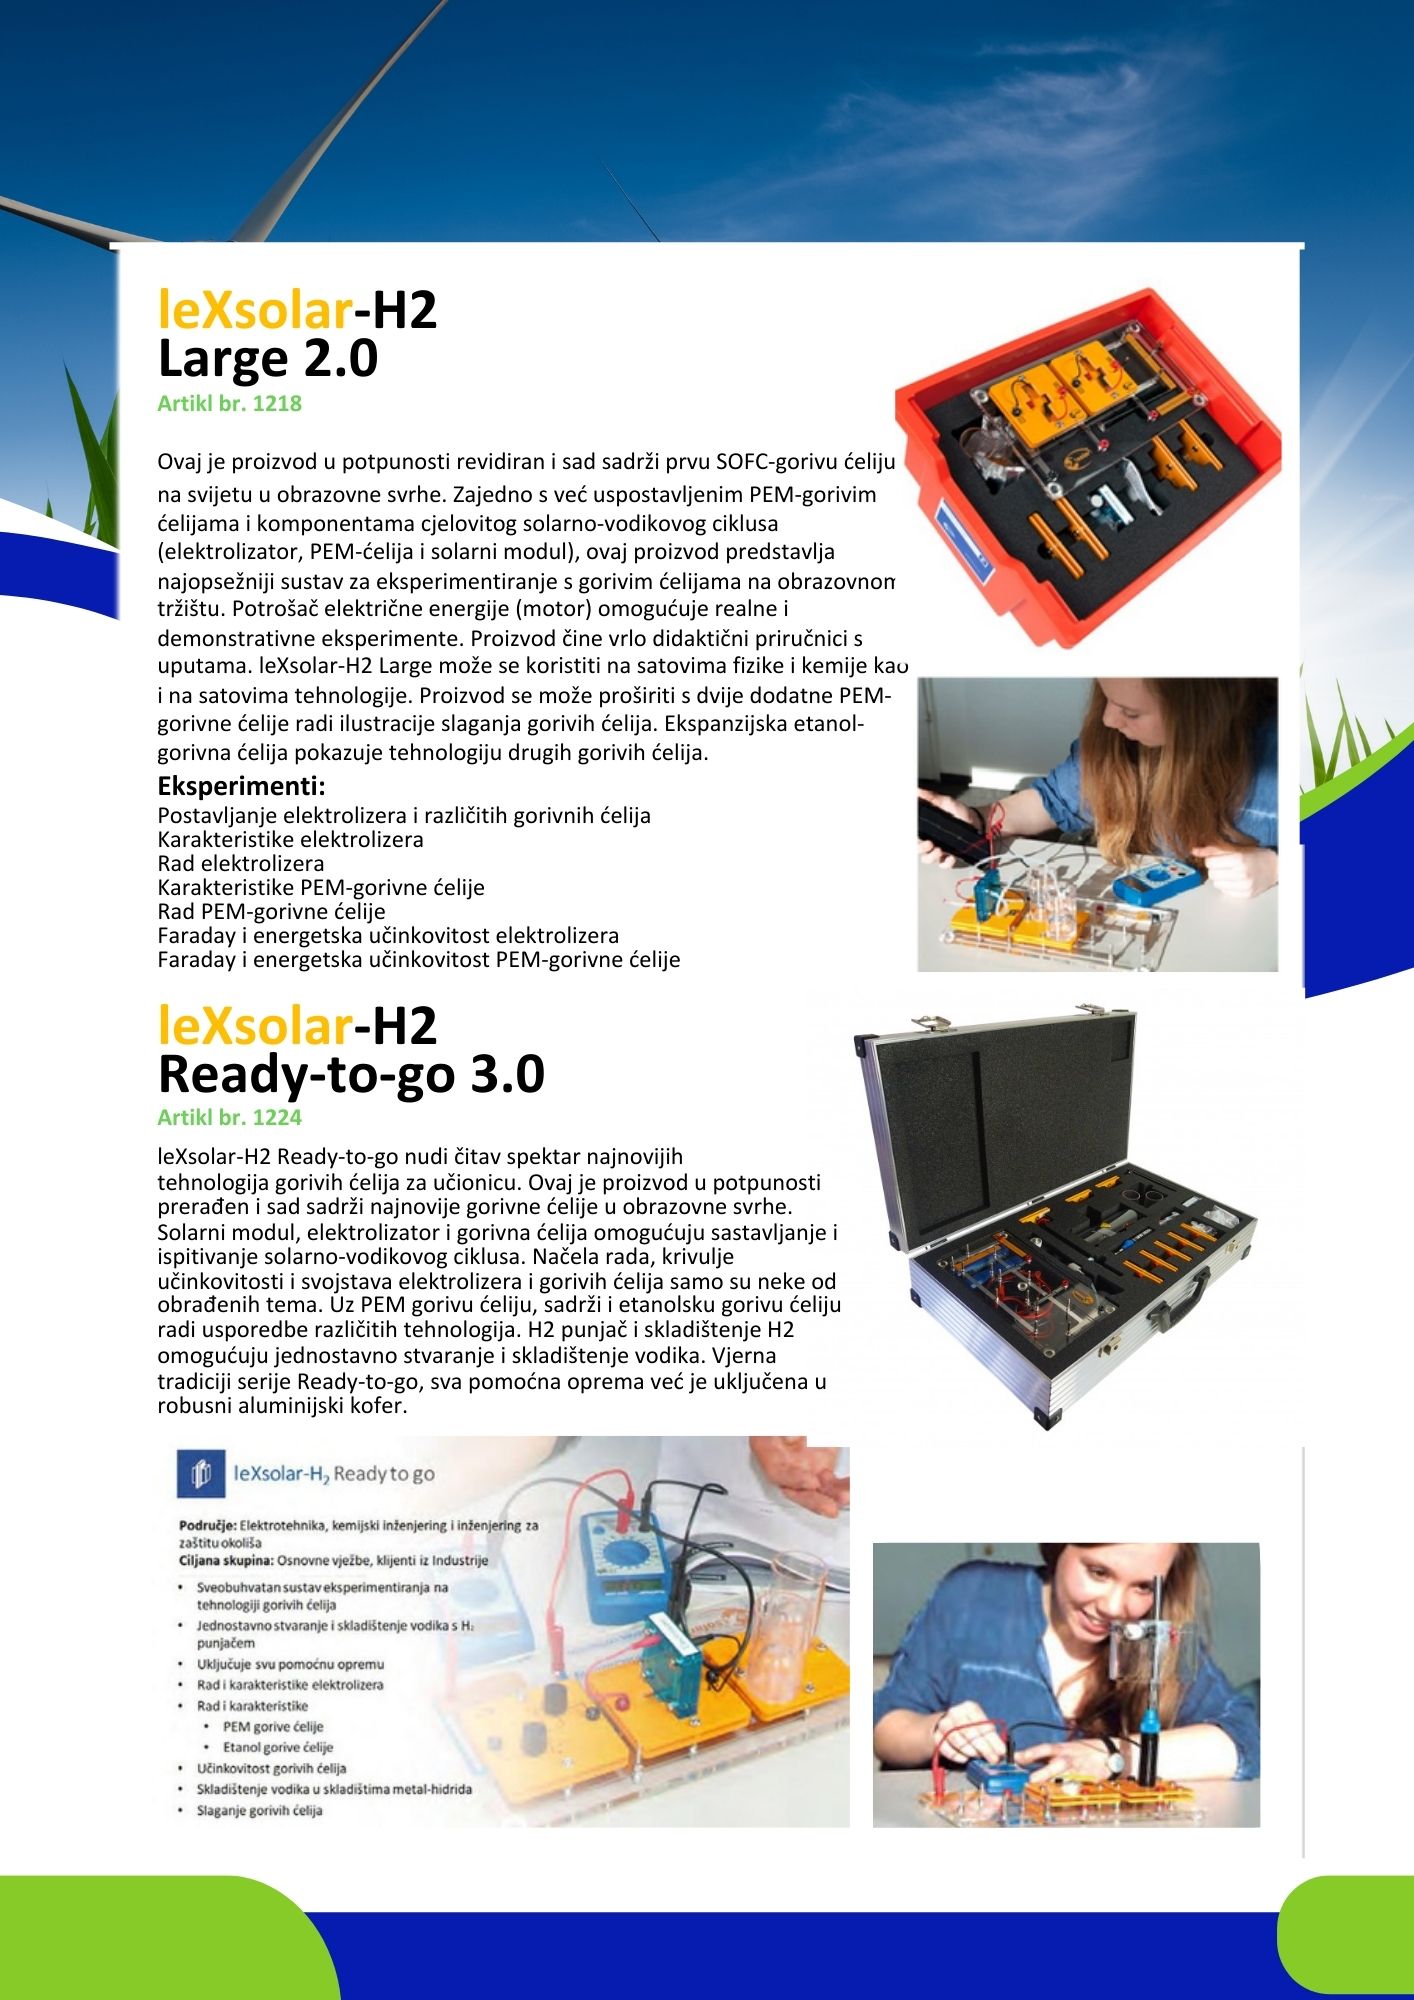 leXsolar-H2
Large 2.0
Artikl br. 1218
Ovaj je proizvod u potpunosti revidiran i sad sadrži prvu SOFC-gorivu ćeliju
na svijetu u obrazovne svrhe. Zajedno s već uspostavljenim PEM-gorivim
ćelijama i komponentama cjelovitog solarno-vodikovog ciklusa
(elektrolizator, PEM-ćelija i solarni modul), ovaj proizvod predstavlja
najopsežniji sustav za eksperimentiranje s gorivim ćelijama na obrazovnom
tržištu. Potrošač električne energije (motor) omogućuje realne i
demonstrativne eksperimente. Proizvod čine vrlo didaktični priručnici s
uputama. leXsolar-H2 Large može se koristiti na satovima fizike i kemije kao
i na satovima tehnologije. Proizvod se može proširiti s dvije dodatne PEM-
gorivne ćelije radi ilustracije slaganja gorivih ćelija. Ekspanzijska etanol-
gorivna ćelija pokazuje tehnologiju drugih gorivih ćelija.
Eksperimenti:
Postavljanje elektrolizera i različitih gorivnih ćelija
Karakteristike elektrolizera
Rad elektrolizera
Karakteristike PEM-gorivne ćelije
Rad PEM-gorivne ćelije
Faraday i energetska učinkovitost elektrolizera
Faraday i energetska učinkovitost PEM-gorivne ćelije
leXsolar-H2
Ready-to-go 3.0
Artikl br. 1224
leXsolar-H2 Ready-to-go nudi čitav spektar najnovijih
tehnologija gorivih ćelija za učionicu. Ovaj je proizvod u potpunosti
prerađen i sad sadrži najnovije gorivne ćelije u obrazovne svrhe.
Solarni modul, elektrolizator i gorivna ćelija omogućuju sastavljanje i
ispitivanje solarno-vodikovog ciklusa. Načela rada, krivulje
učinkovitosti i svojstava elektrolizera i gorivih ćelija samo su neke od
obrađenih tema. Uz PEM gorivu ćeliju, sadrži i etanolsku gorivu ćeliju
radi usporedbe različitih tehnologija. H2 punjač i skladištenje H2
omogućuju jednostavno stvaranje i skladištenje vodika. Vjerna
tradiciji serije Ready-to-go, sva pomoćna oprema već je uključena u
robusni aluminijski kofer.
leXsolar-H₂ Ready to go
Područje: Elektrotehnika, kemijski inženjering i inženjering za
zaštitu okoliša
Ciljana skupina: Osnovne vježbe, klijenti iz Industrije
• Sveobuhvatan sustav eksperimentiranja na
tehnologiji gorivih ćelija
• Jednostavno stvaranje i skladištenje vodika s H₂
punjačem
• Uključuje svu pomoćnu opremu
• Rad i karakteristike elektrolizera
• Rad i karakteristike
• PEM gorive ćelije
• Etanol gorive ćelije
• Učinkovitost gorivih ćelija
• Skladištenje vodika u skladištima metal-hidrida
• Slaganje gorivih ćelija